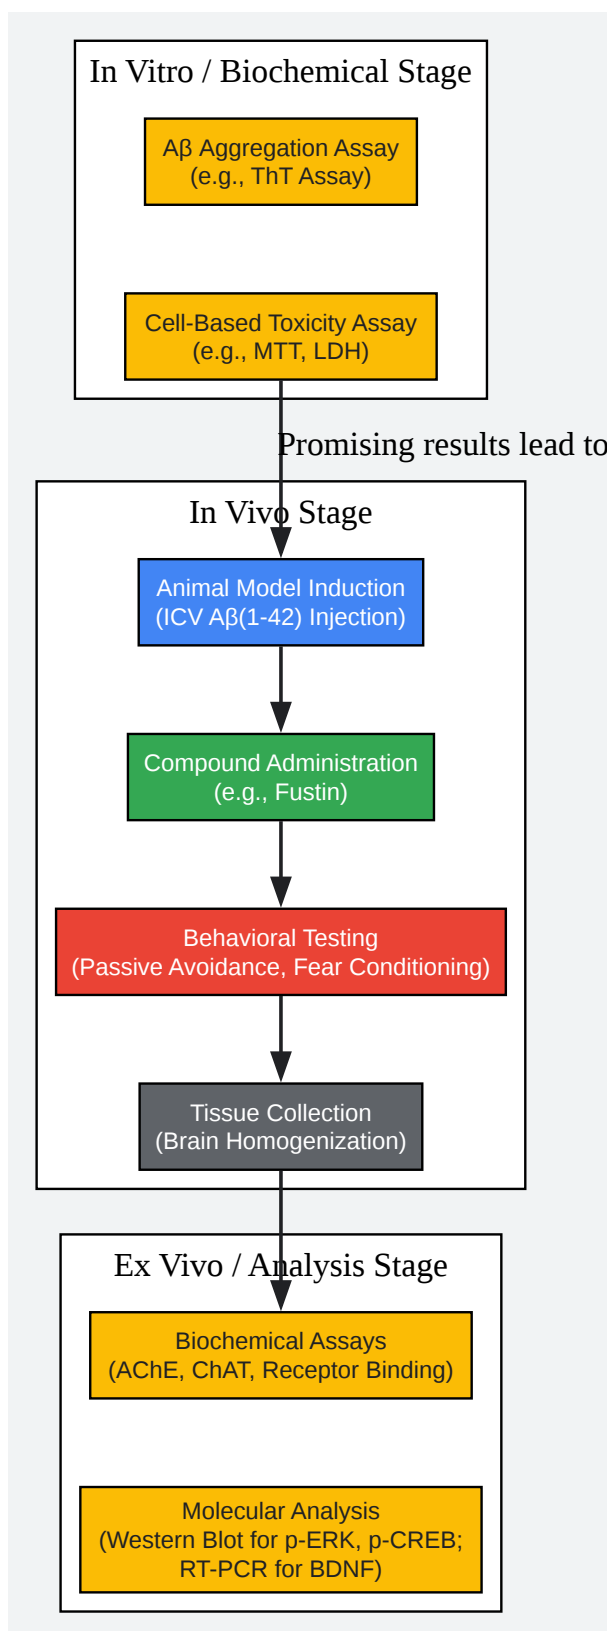 In Vitro / Biochemical Stage
Aβ Aggregation Assay
(e.g., ThT Assay)
Cell-Based Toxicity Assay
(e.g., MTT, LDH)
Promising results lead to
In Vivo Stage
Animal Model Induction
(ICV Aβ(1-42) Injection)
Compound Administration
(e.g., Fustin)
Behavioral Testing
(Passive Avoidance, Fear Conditioning)
Tissue Collection
(Brain Homogenization)
Ex Vivo / Analysis Stage
Biochemical Assays
(AChE, ChAT, Receptor Binding)
Molecular Analysis
(Western Blot for p-ERK, p-CREB;
RT-PCR for BDNF)